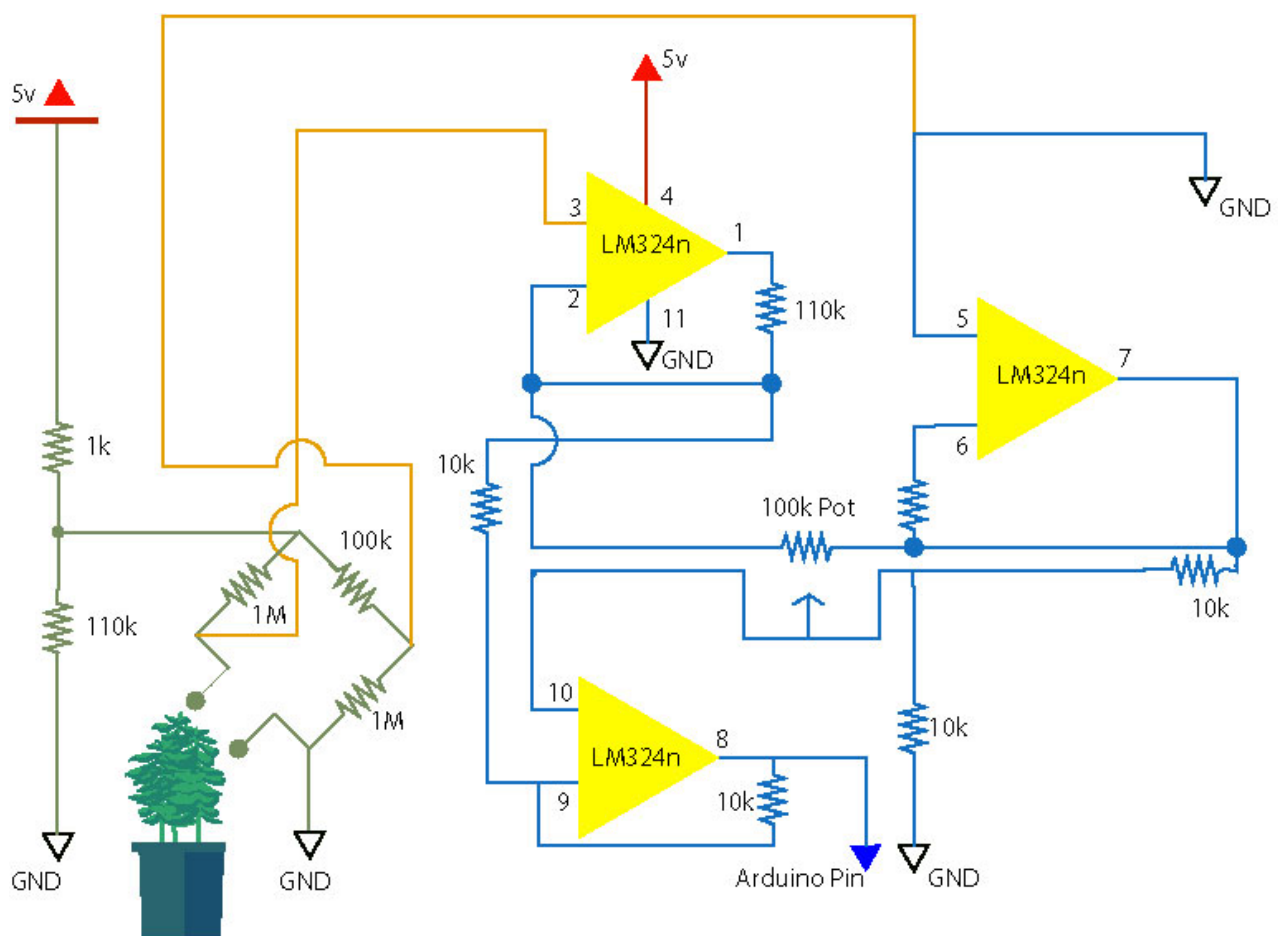 5v
5v
3
4
LM324n
1
2
11
110k
GND
GND
5
LM324n
7
6
1k
10k
100k Pot
100k
1M
110k
10k
10
1M
LM324n
8
10k
9
10k
GND
GND
Arduino Pin
GND